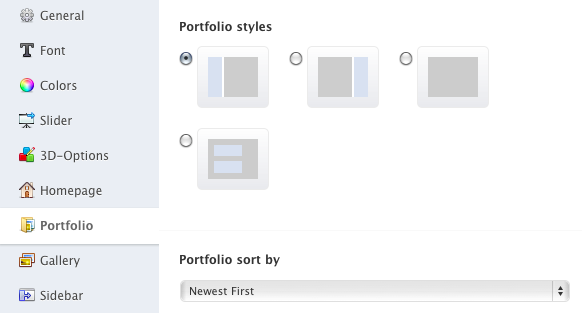 General
Font
Colors
Slider
3D-Options
Homepage
Portfolio
Gallery
Sidebar
Portfolio styles
Portfolio sort by
Newest First